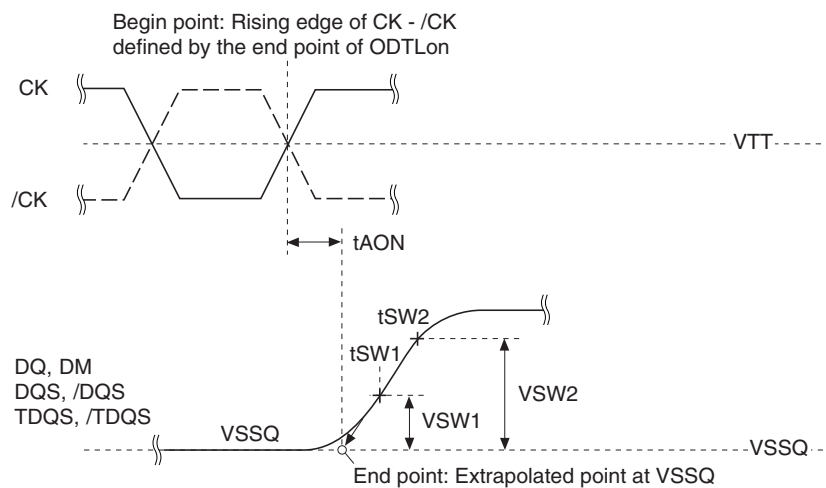 Begin point: Rising edge of CK - /CK
defined by the end point of ODTLon
CK
VTT
/CK
tAON
tSW2
tSW1
DQ, DM
DQS, /DQS
TDQS, /TDQS
VSW2
VSW1
VSSQ
VSSQ
End point: Extrapolated point at VSSQ